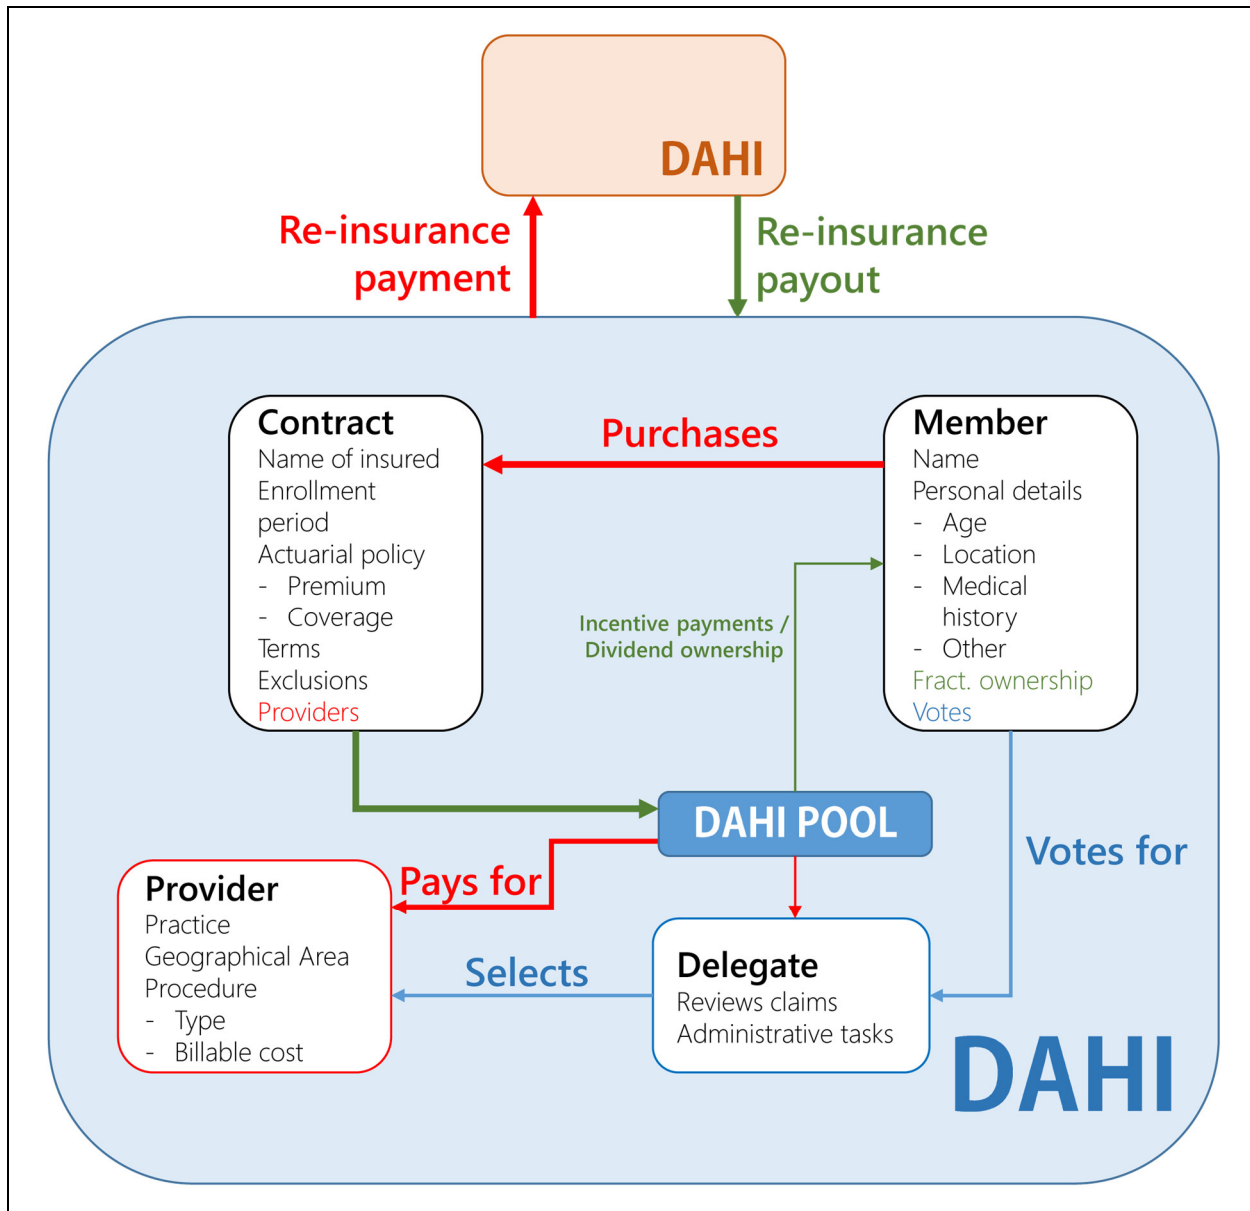 DAHI
Re-insurance
payment
Re-insurance
payout
Contract
Name of insured
Enrollment
period
Actuarial policy
- Premium
- Coverage
Terms
Exclusions
Providers
Purchases
Member
Name
Personal details
- Age
- Location
- Medical
history
- Other
Fract. ownership
Votes
Incentive payments /
Dividend ownership
DAHI POOL
Votes for
Pays for
Provider
Practice
Geographical Area
Procedure
- Type
- Billable cost
Selects
Delegate
Reviews claims
Administrative tasks
DAHI